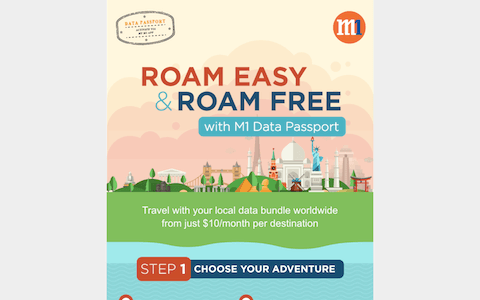 DATA PASSPORT
m1
ROAM EASY
& ROAM FREE
with M1 Data Passport
Travel with your local data bundle worldwide
from just $10/month per destination
STEP 1 CHOOSE YOUR ADVENTURE